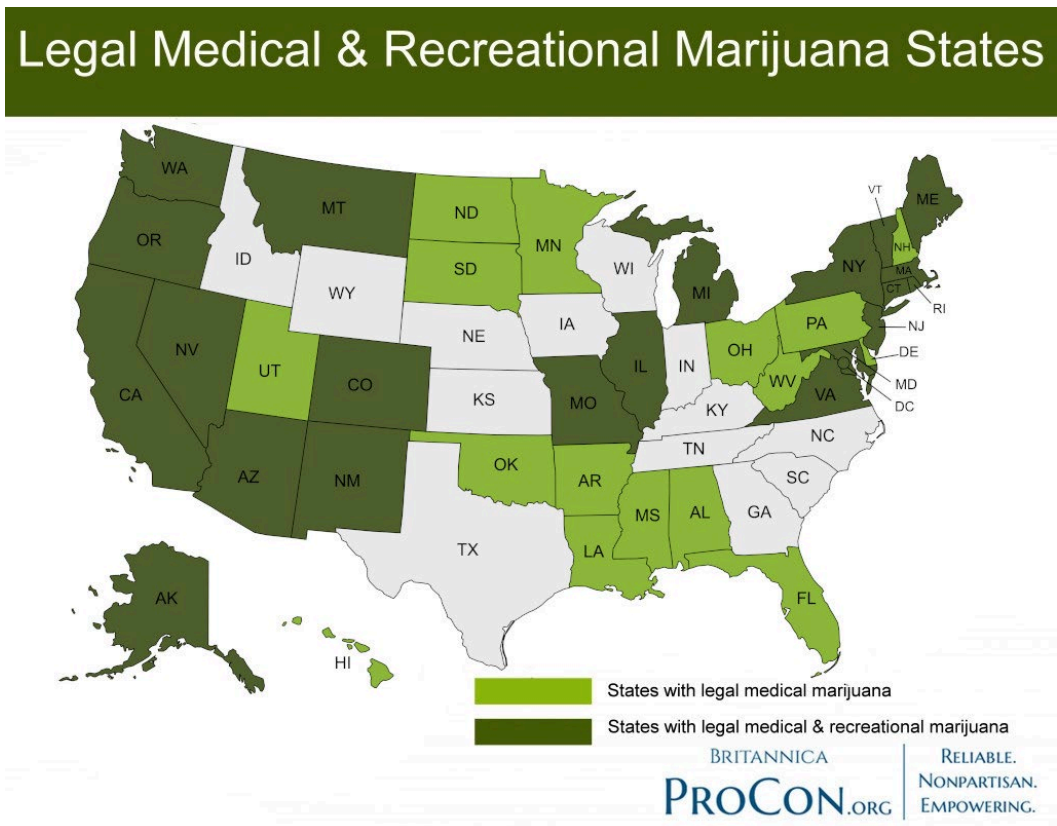 Legal Medical & Recreational Marijuana States
WA
MT
ND
MN
VT
ME
OR
ID
SD
WI
NH
NY
MA
WY
MI
CT
RI
IA
PA
NJ
NE
OH
DE
NV
UT
IL
IN
MD
CO
WV
CA
KS
MO
VA
DC
KY
NC
TN
AZ
NM
OK
AR
SC
MS
AL
GA
TX
LA
AK
FL
HI
States with legal medical marijuana
States with legal medical & recreational marijuana
BRITANNICA
PROCON.ORG
RELIABLE.
NONPARTISAN.
EMPOWERING.